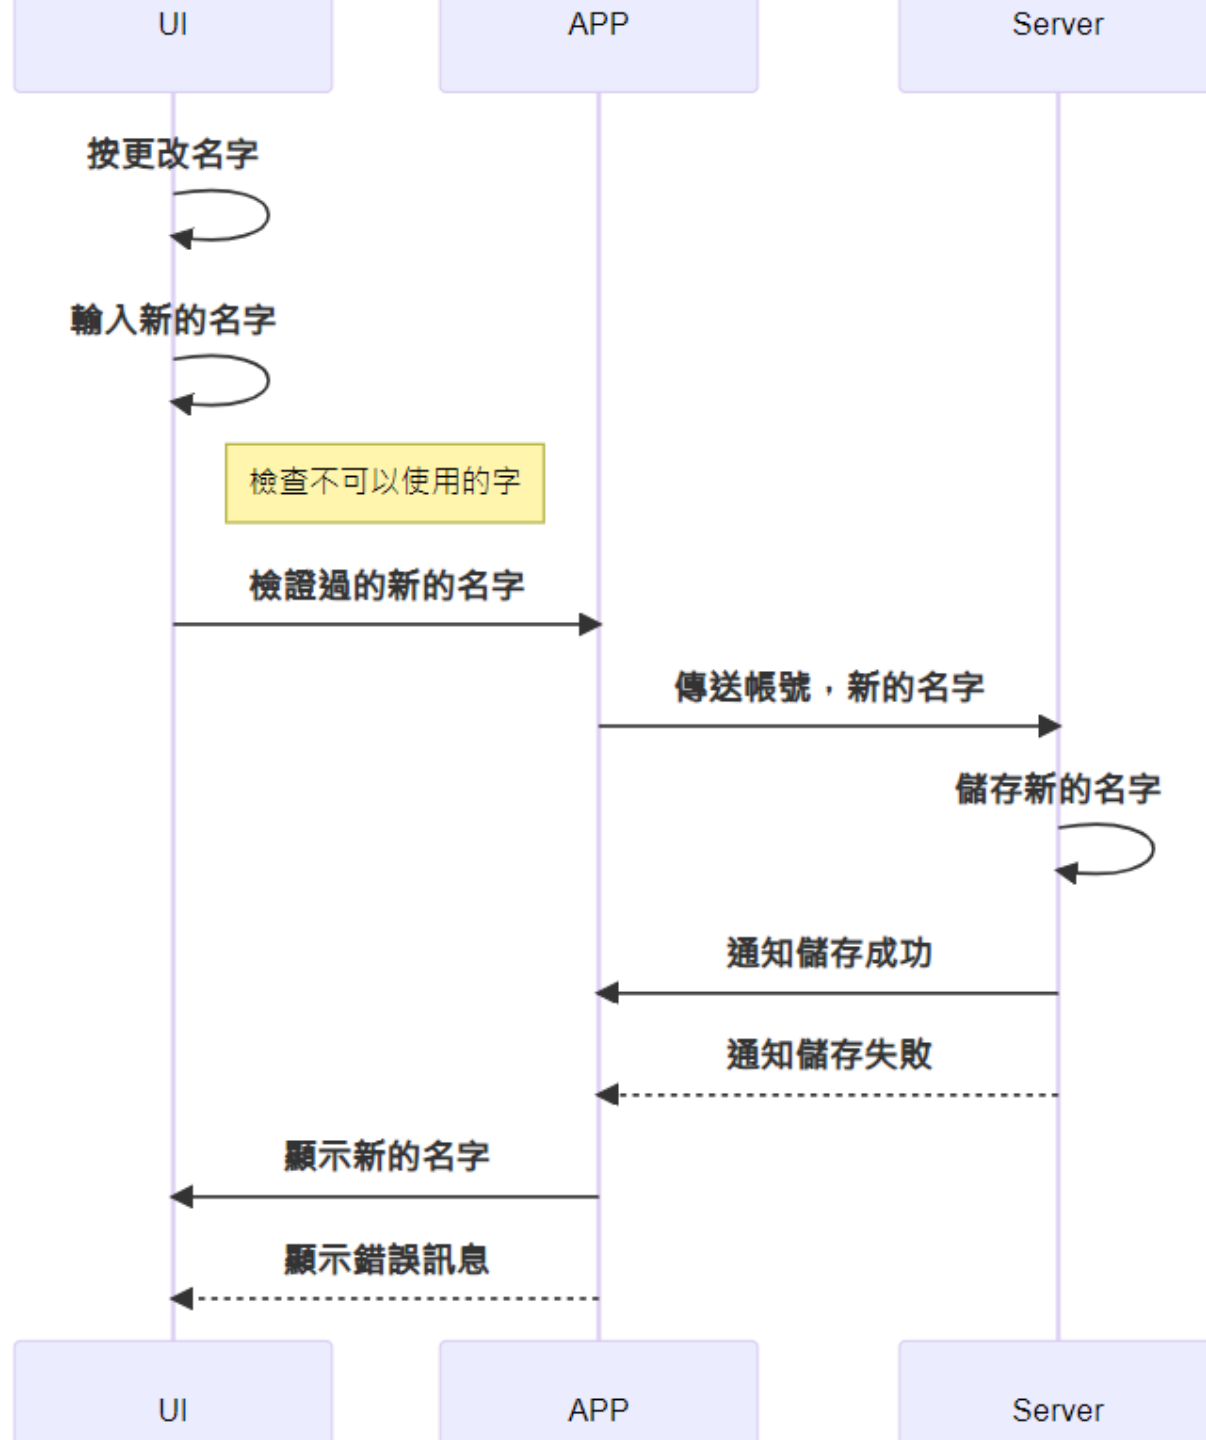 UI
APP
Server
按更改名字
輸入新的名字
檢查不可以使用的字
檢證過的新的名字
傳送帳號，新的名字
儲存新的名字
通知儲存成功
通知儲存失敗
顯示新的名字
顯示錯誤訊息
UI
APP
Server